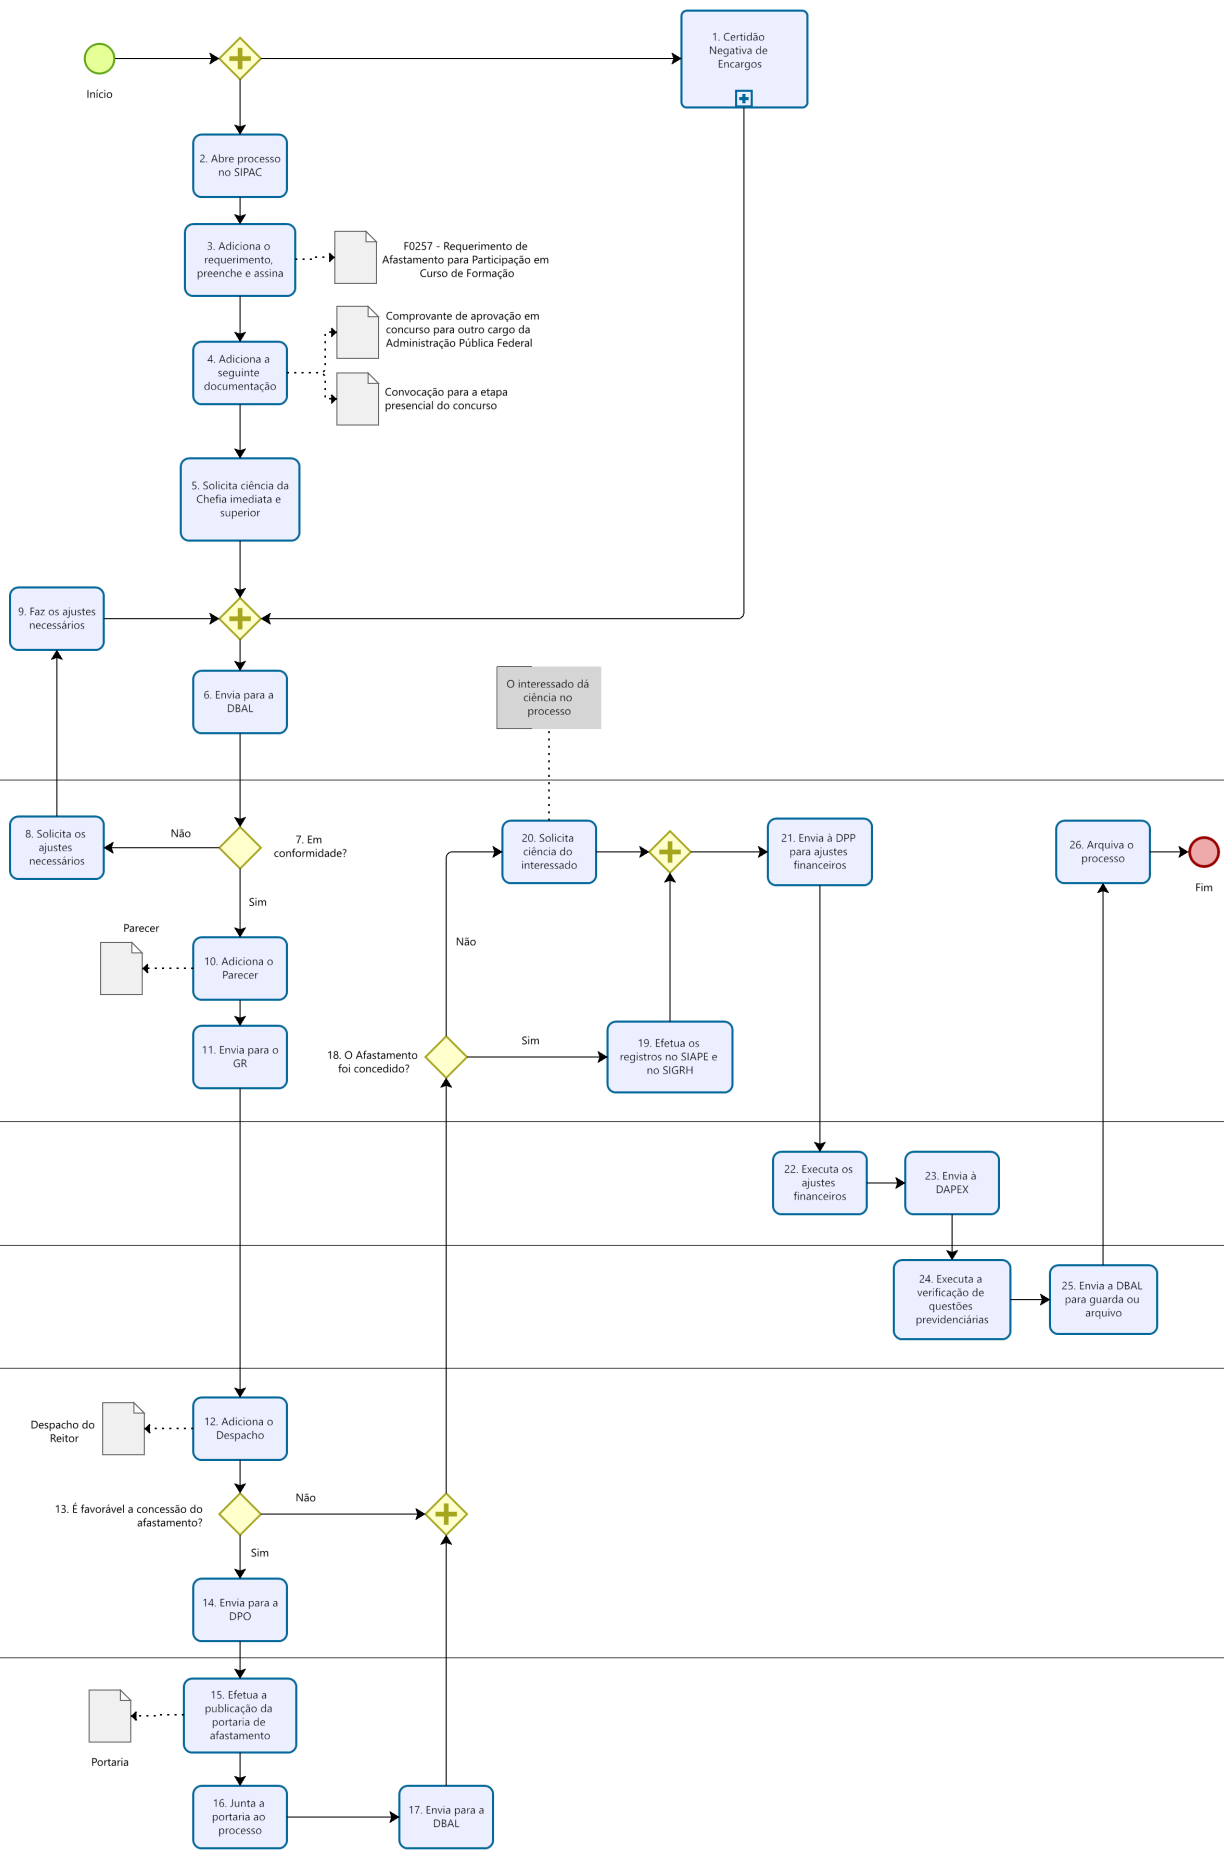 1. Certidão
Negativa de
Encargos
Início
2. Abre processo
no SIPAC
3. Adiciona o
requerimento,
preenche e assina
F0257 - Requerimento de
Afastamento para Participação em
Curso de Formação
Comprovante de aprovação em
concurso para outro cargo da
Administração Pública Federal
4. Adiciona a
seguinte
documentação
Convocação para a etapa
presencial do concurso
5. Solicita ciência da
Chefia imediata e
superior
9. Faz os ajustes
necessários
6. Envia para a
DBAL
O interessado dá
ciência no
processo
8. Solicita os
ajustes
necessários
Não
7. Em
conformidade?
Sim
20. Solicita
ciência do
interessado
21. Envia à DPP
para ajustes
financeiros
26. Arquiva o
processo
Fim
Parecer
10. Adiciona o
Parecer
Não
11. Envia para o
GR
18. O Afastamento
foi concedido?
Sim
19. Efetua os
registros no SIAPE e
no SIGRH
22. Executa os
ajustes
financeiros
23. Envia à
DAPEX
24. Executa a
verificação de
questões
previdenciárias
25. Envia a DBAL
para guarda ou
arquivo
Despacho do
Reitor
12. Adiciona o
Despacho
13. É favorável a concessão do
afastamento?
Não
Sim
14. Envia para a
DPO
15. Efetua a
publicação da
portaria de
afastamento
Portaria
16. Junta a
portaria ao
processo
17. Envia para a
DBAL